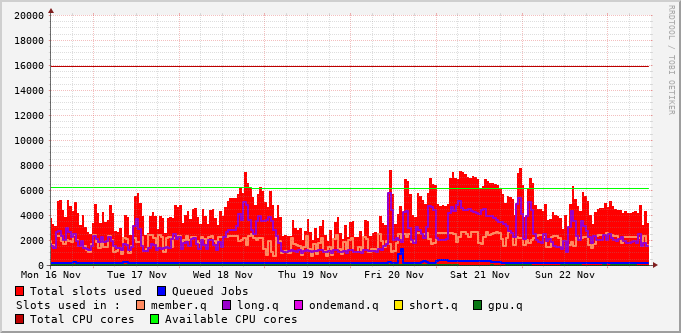 20000
18000
16000
14000
12000
10000
8000
6000
4000
2000
0
Mon 16 Nov Tue 17 Nov Wed 18 Nov Thu 19 Nov Fri 20 Nov Sat 21 Nov Sun 22 Nov
Total slots used Queued Jobs
Slots used in : member.q long.q ondemand.q short.q gpu.q
Total CPU cores Available CPU cores
RRDTOOL / TOBI OETIKER